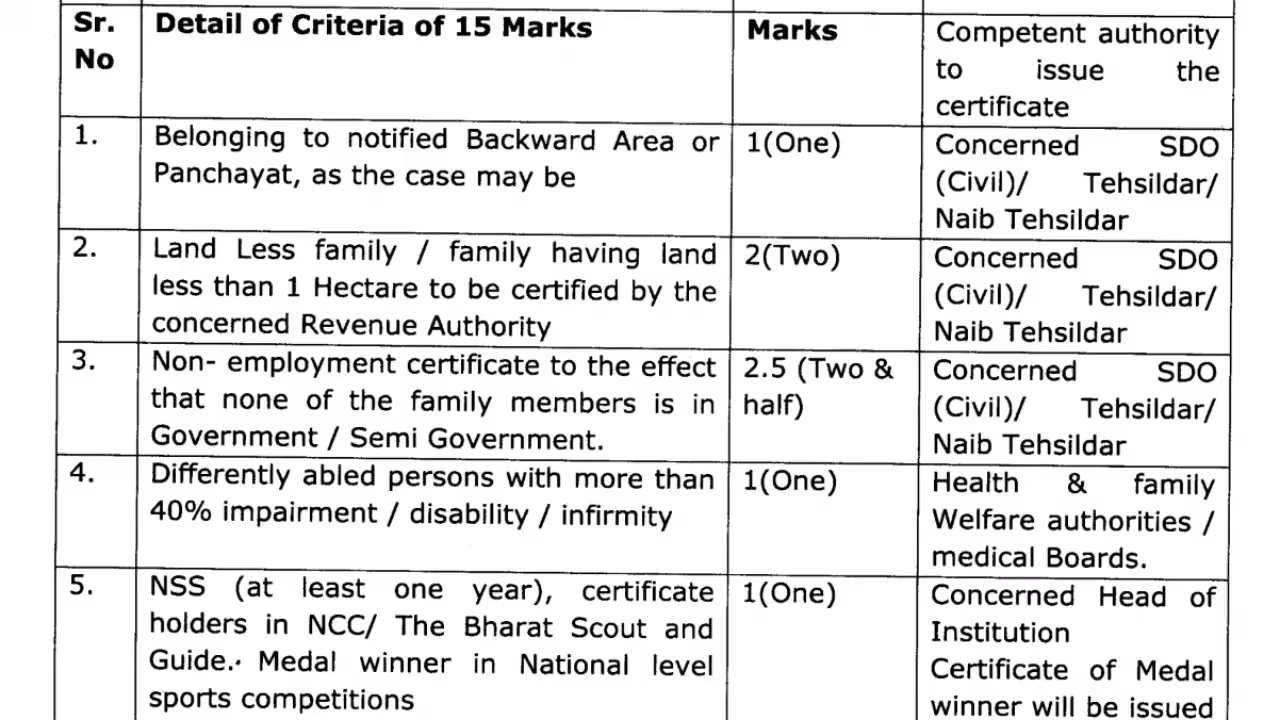 Sr. No
Detail of Criteria of 15 Marks
Marks
Competent authority
to issue the
certificate
1.
Belonging to notified Backward Area or
Panchayat, as the case may be
1(One)
Concerned SDO
(Civil)/ Tehsildar/
Naib Tehsildar
2.
Land Less family / family having land
less than 1 Hectare to be certified by the
concerned Revenue Authority
2(Two)
Concerned SDO
(Civil)/ Tehsildar/
Naib Tehsildar
3.
Non- employment certificate to the effect
that none of the family members is in
Government / Semi Government.
2.5 (Two &
half)
Concerned SDO
(Civil)/ Tehsildar/
Naib Tehsildar
4.
Differently abled persons with more than
40% impairment / disability / infirmity
1(One)
Health & family
Welfare authorities /
medical Boards.
5.
NSS (at least one year), certificate
holders in NCC/ The Bharat Scout and
Guide. Medal winner in National level
sports competitions
1(One)
Concerned Head of
Institution
Certificate of Medal
winner will be issued